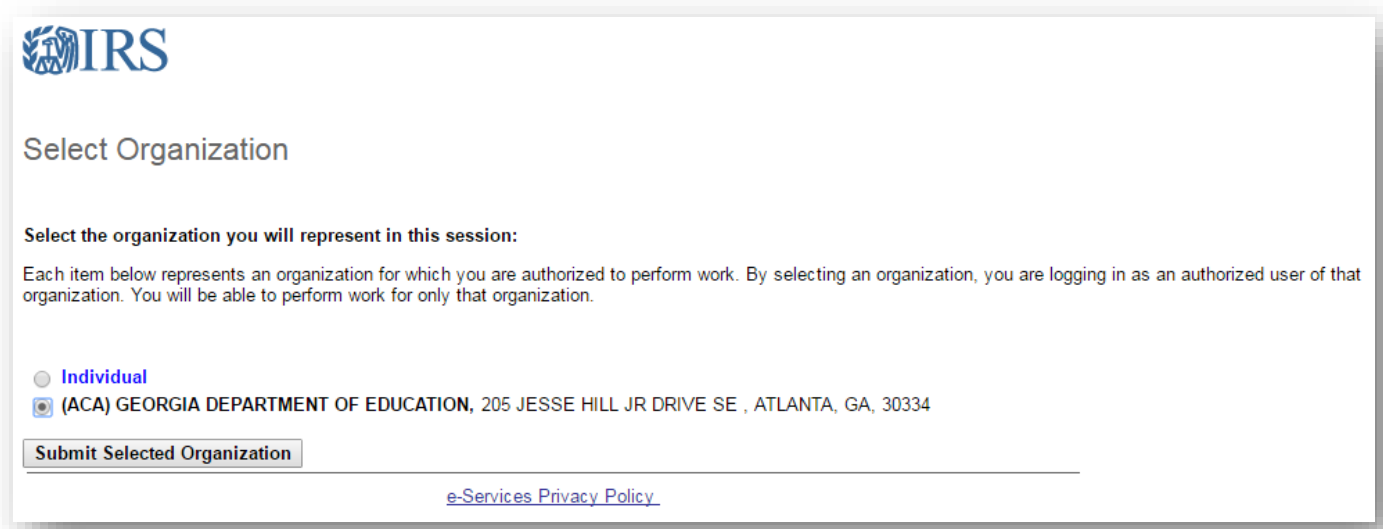 IRS
Select Organization
Select the organization you will represent in this session:
Each item below represents an organization for which you are authorized to perform work. By selecting an organization, you are logging in as an authorized user of that
organization. You will be able to perform work for only that organization.
Individual
(ACA) GEORGIA DEPARTMENT OF EDUCATION, 205 JESSE HILL JR DRIVE SE , ATLANTA, GA, 30334
Submit Selected Organization
e-Services Privacy Policy